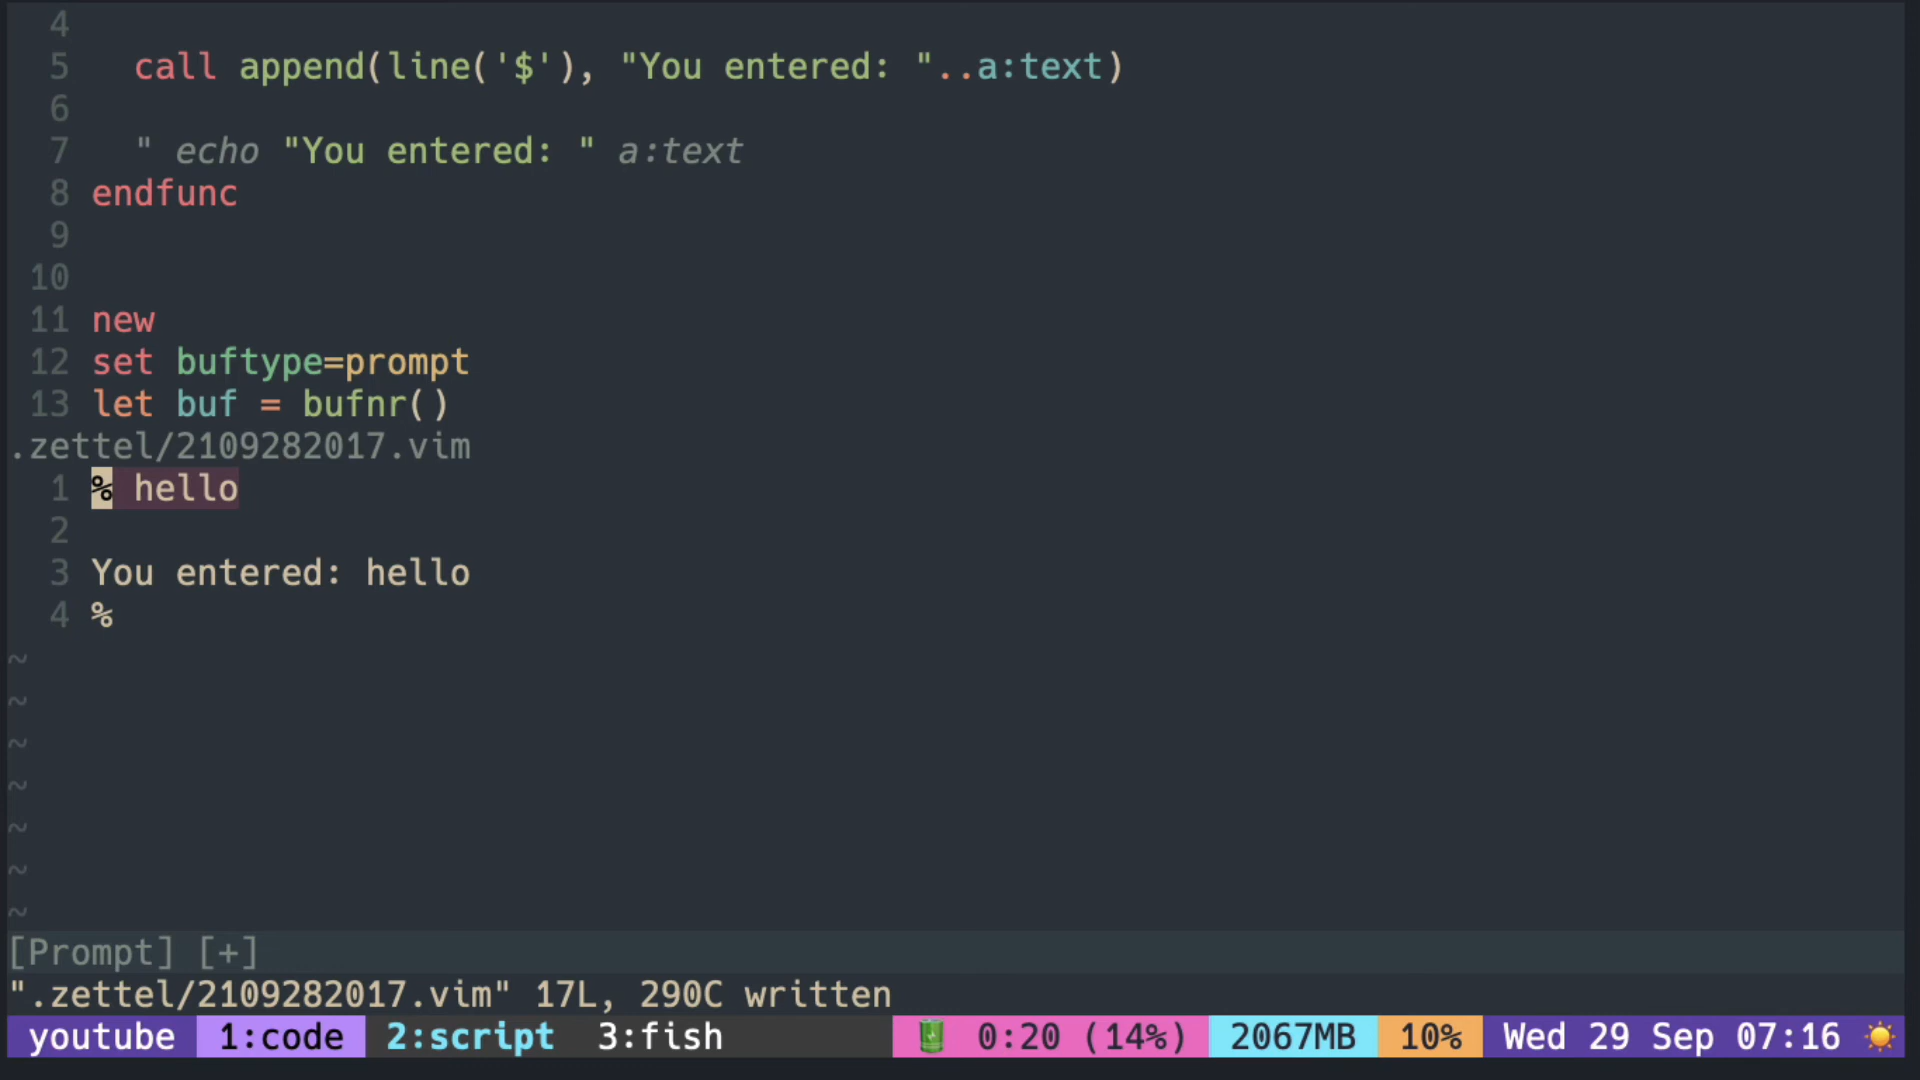 4
5 call append(line('$'), "You entered: "..a:text)
6
7 " echo "You entered: " a:text
8 endfunc
9
10
11 new
12 set buftype=prompt
13 let buf = bufnr()
.zettel/2109282017.vim
1 % hello
2
3 You entered: hello
4 %
~
~
~
~
~
~
~
[Prompt] [+]
".zettel/2109282017.vim" 17L, 290C written
youtube 1:code 2:script 3:fish 0:20 (14%) 2067MB 10% Wed 29 Sep 07:16